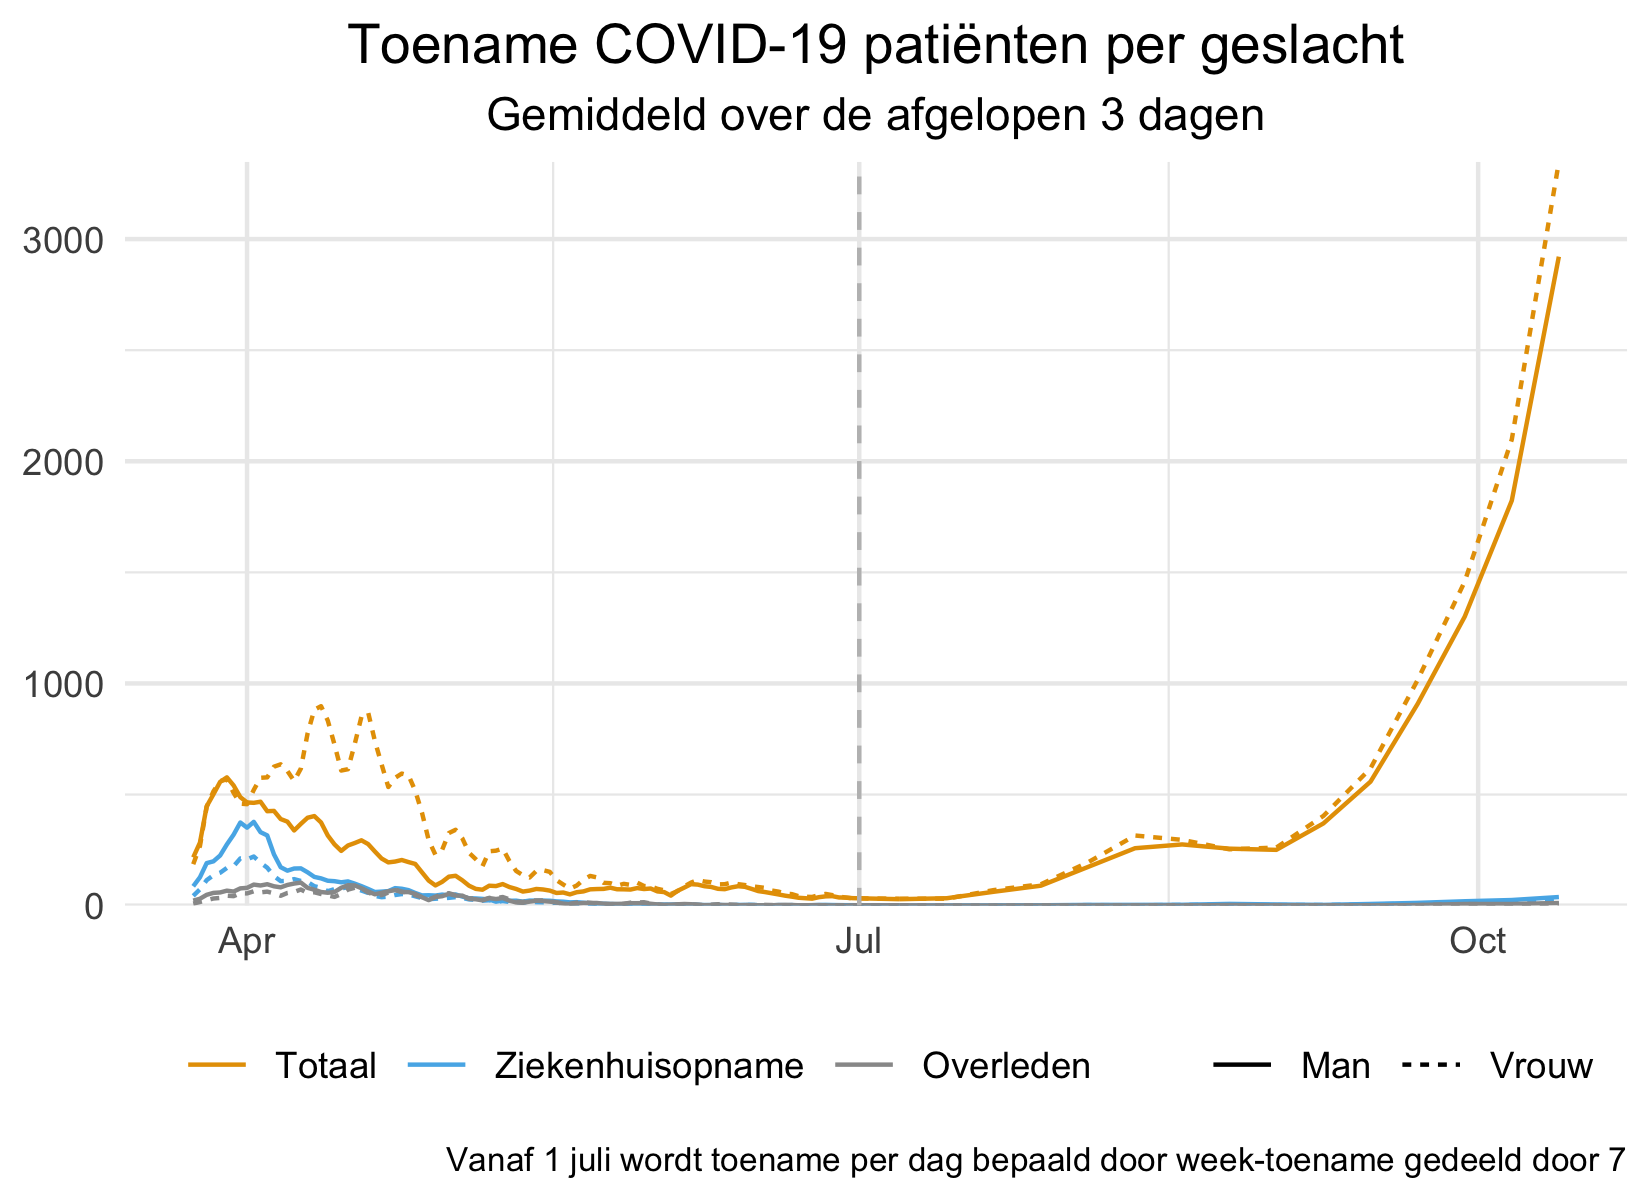 Toename COVID-19 patiënten per geslacht
Gemiddeld over de afgelopen 3 dagen
3000
2000
1000
0
Apr Jul Oct
Totaal Ziekenhuisopname Overleden Man Vrouw
Vanaf 1 juli wordt toename per dag bepaald door week-toename gedeeld door 7